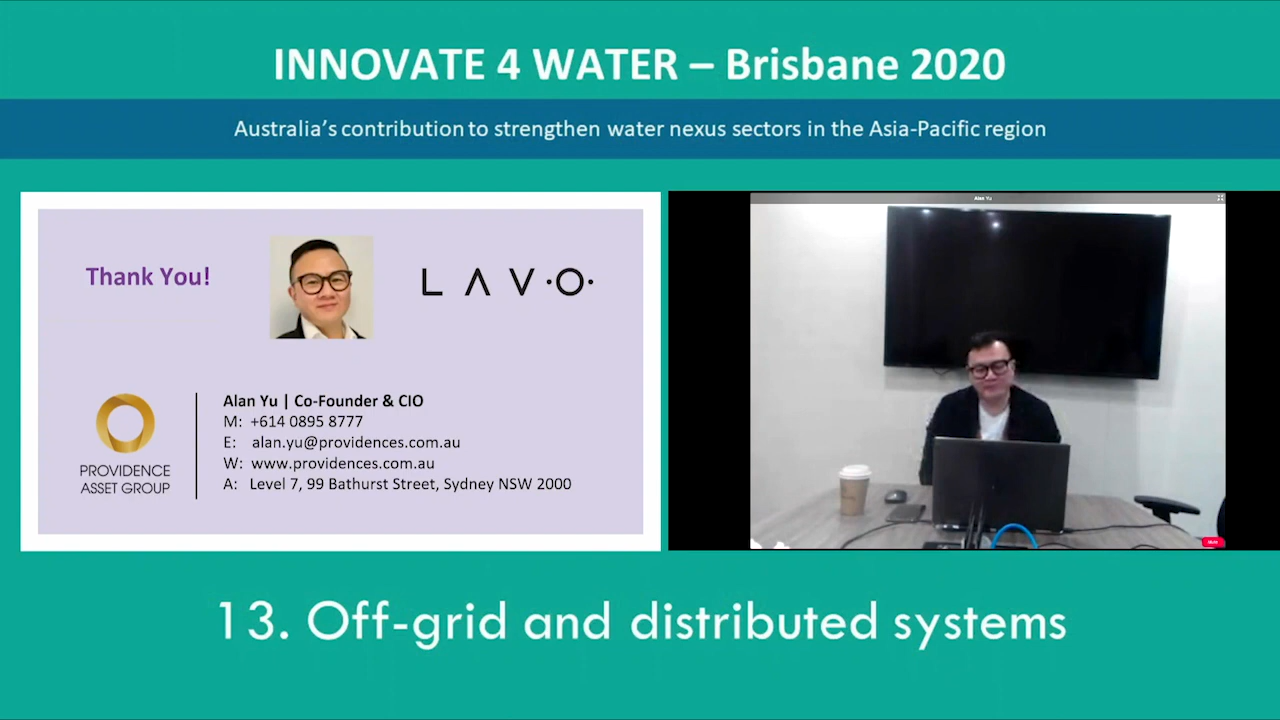 INNOVATE 4 WATER – Brisbane 2020
Australia's contribution to strengthen water nexus sectors in the Asia-Pacific region
Thank You!
L A V·O·
PROVIDENCE
ASSET GROUP
Alan Yu | Co-Founder & CIO
M: +614 0895 8777
E: alan.yu@providences.com.au
W: www.providences.com.au
A: Level 7, 99 Bathurst Street, Sydney NSW 2000
Alan Yu
13. Off-grid and distributed systems